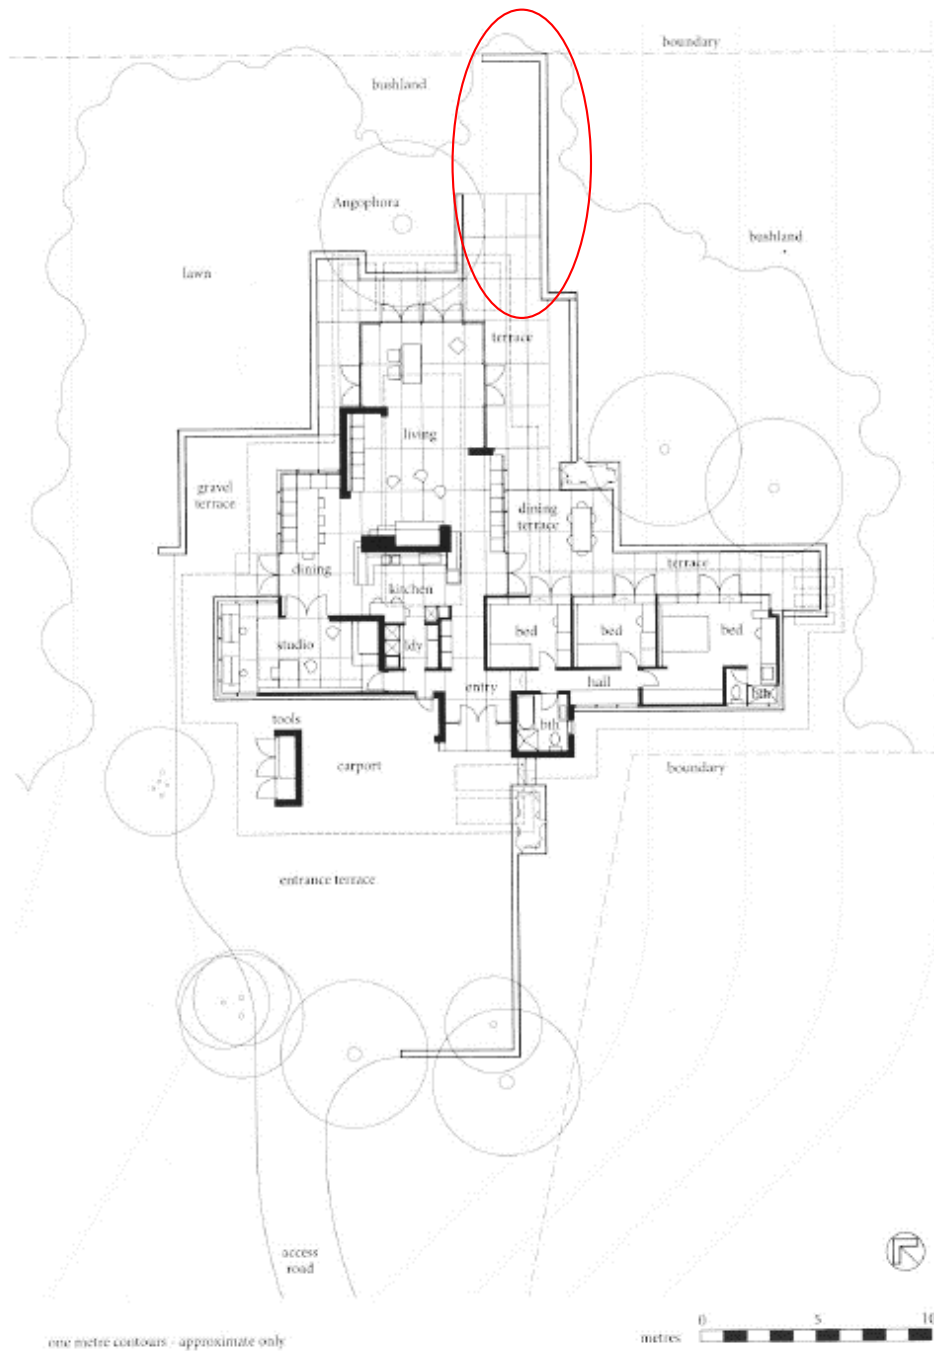 boundary
bushland
Angophora
bushland
lawn
terrace
living
gravel
terrace
dining
terrace
dining
terrace
kitchen
bed
bed
bed
studio
ldy
hall
entry
bth
bth
tools
carport
boundary
entrance terrace
access
road
0 5 10
metres
one metre contours - approximate only